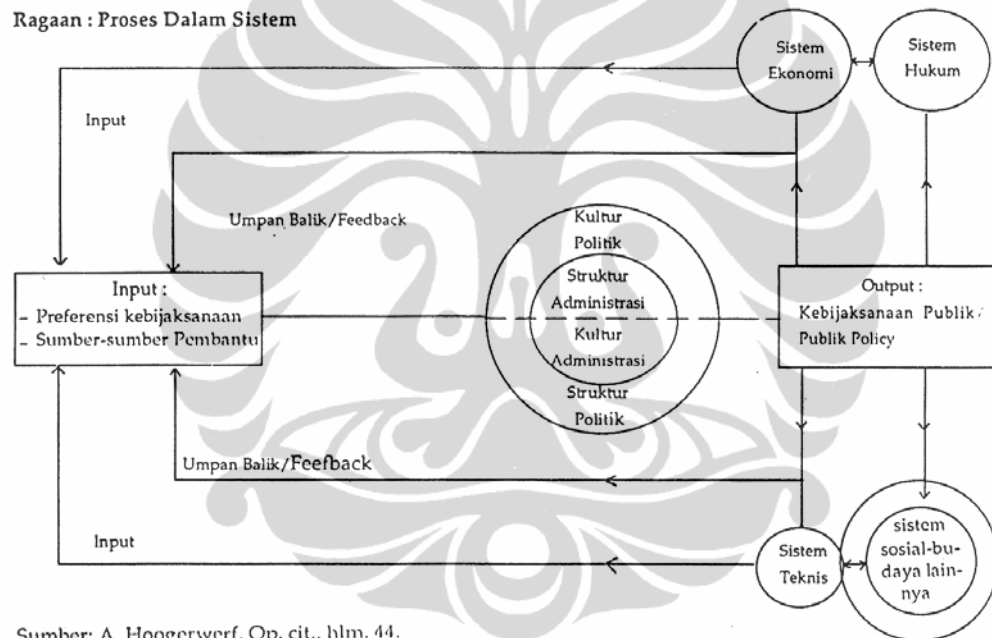 Ragaan : Proses Dalam Sistem
Sistem
Ekonomi
Sistem
Hukum
Input
Umpan Balik/Feedback
Kultur
Politik
Struktur
Administrasi
Kultur
Administrasi
Struktur
Politik
Input :
- Preferensi kebijaksanaan
- Sumber-sumber Pembantu
Output :
Kebijaksanaan Publik/
Publik Policy
Umpan Balik/Feefback
Input
Sistem
Teknis
sistem
sosial-bu-
daya lain-
nya
Sumber: A. Hoogerwerf, Op. cit., hlm. 44.